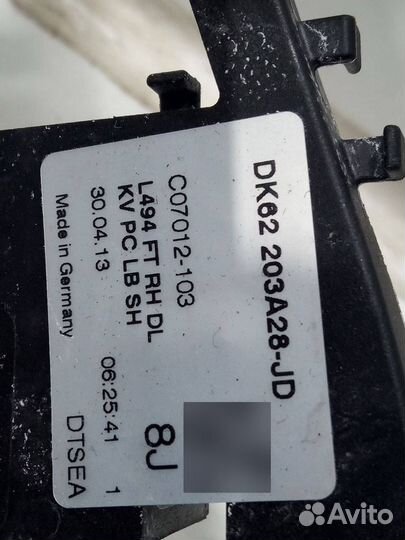 DK62 203A28-JD
C07012-103
L494 FT RH DL
KV PC LB SH
8J
30.04.13 06:25:41 1
Made in Germany DTSEA
Avito